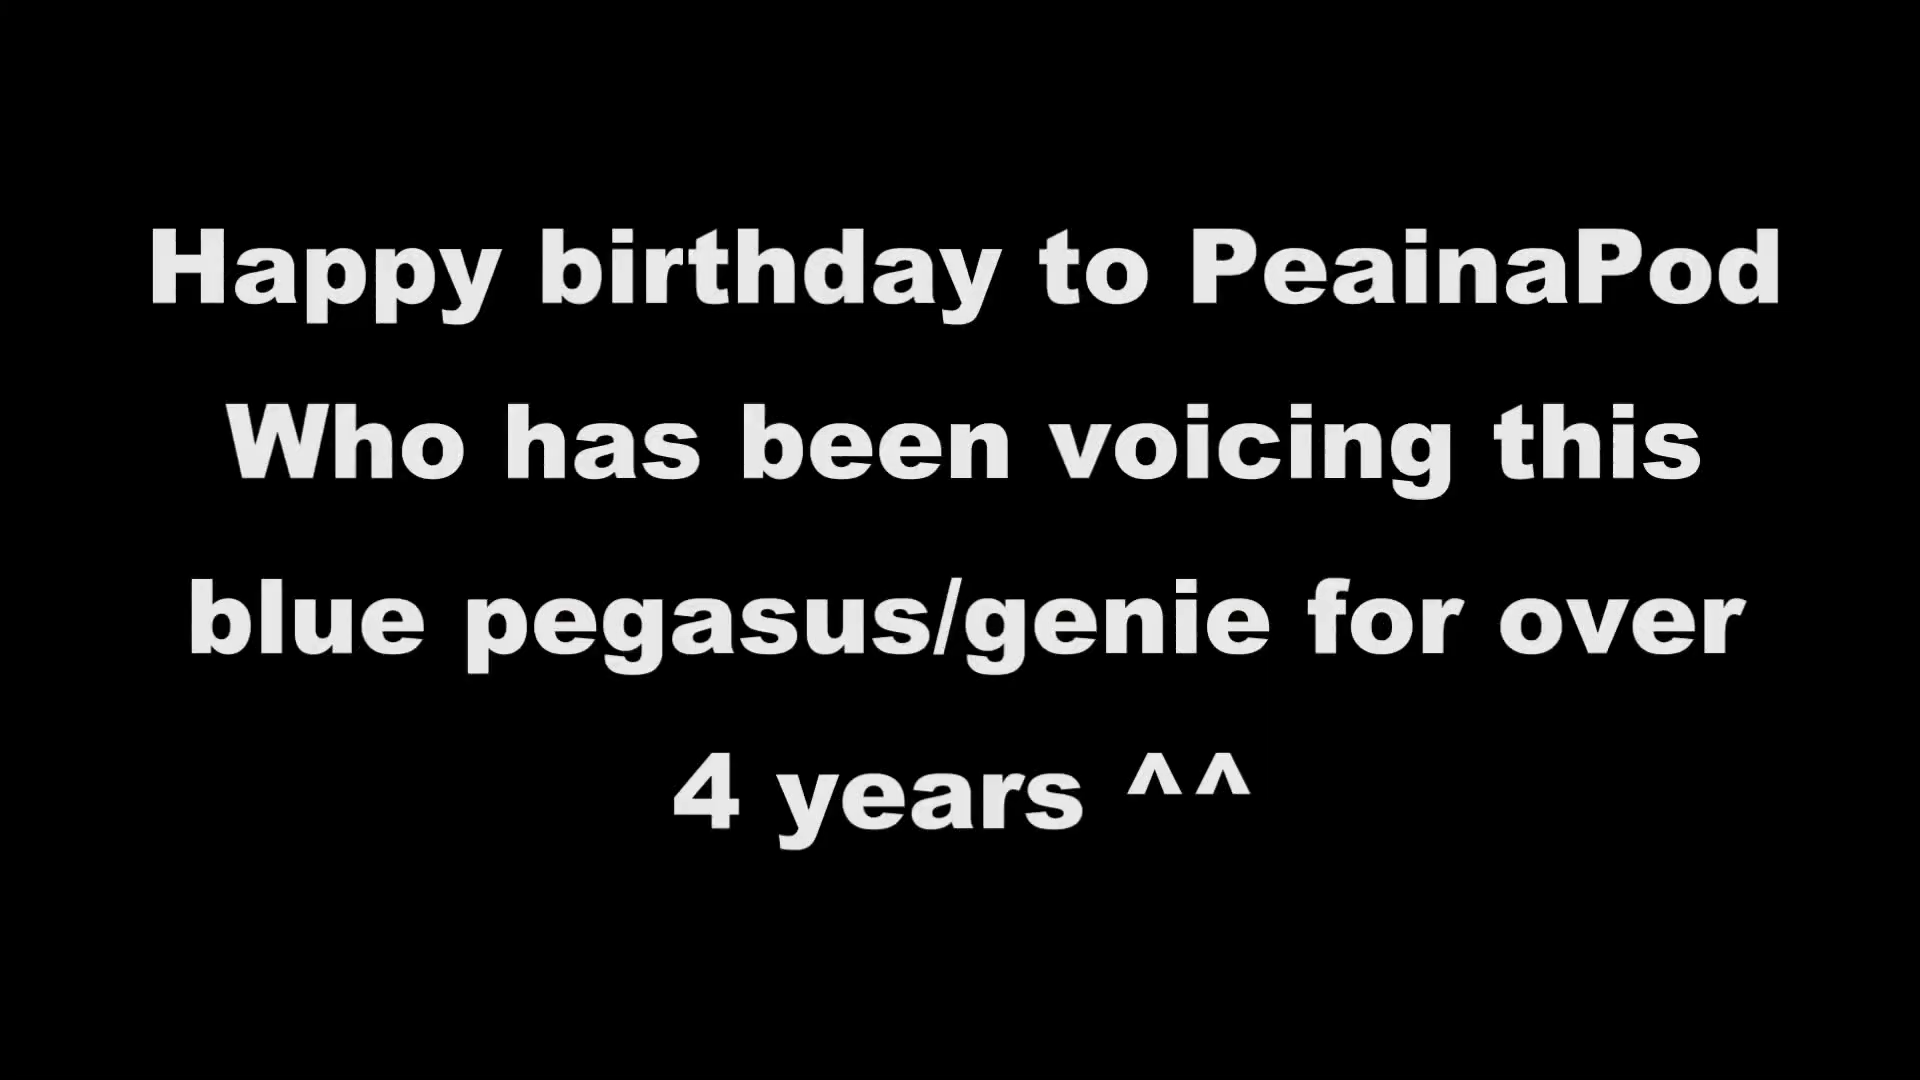 Happy birthday to PeainaPod
Who has been voicing this
blue pegasus/genie for over
4 years ^^